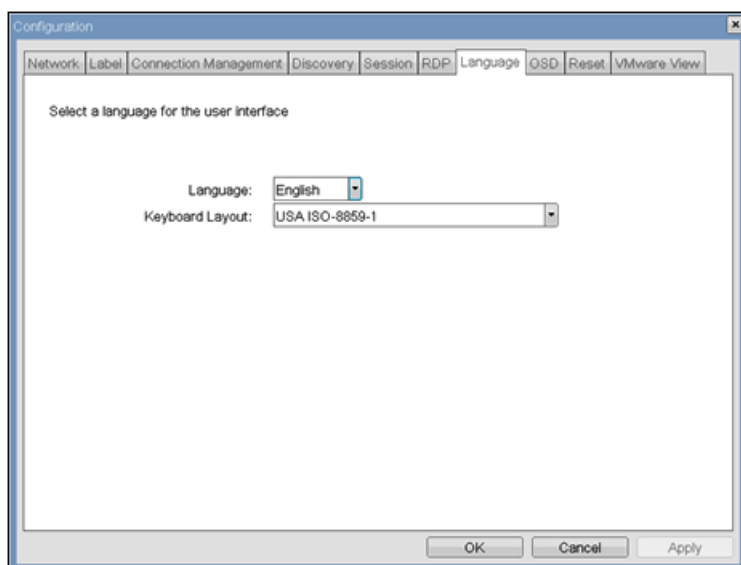 Configuration
Network Label Connection Management Discovery Session RDP Language OSD Reset VMware View
Select a language for the user interface
Language: English
Keyboard Layout: USA ISO-8859-1
OK Cancel Apply